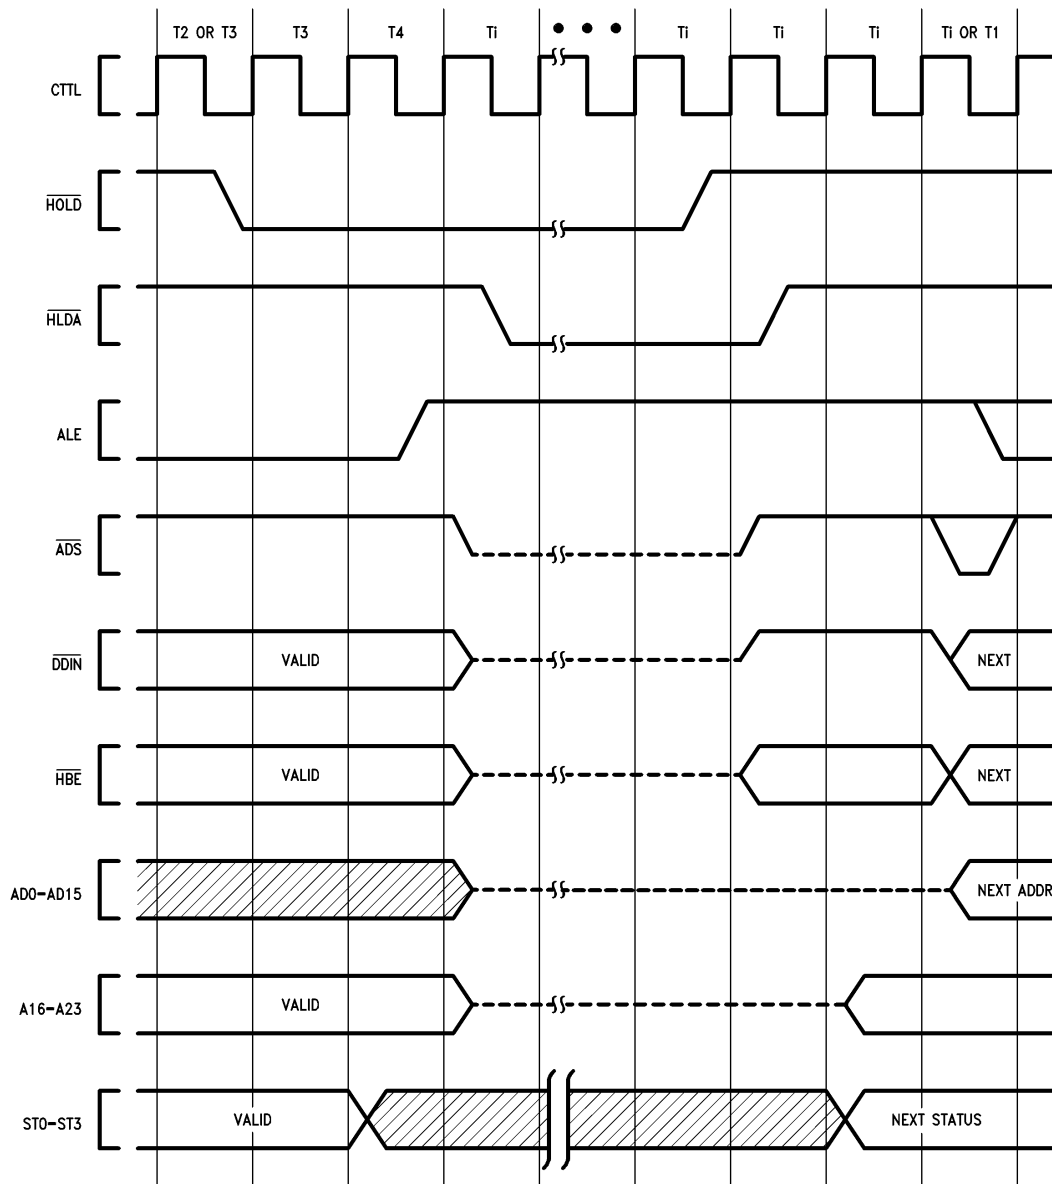 T2 OR T3 T3 T4 Ti Ti Ti Ti Ti OR T1
CTTL
HOLD
HLDA
ALE
ADS
DDIN VALID NEXT
HBE VALID NEXT
AD0-AD15 NEXT ADDR
A16-A23 VALID
ST0-ST3 VALID NEXT STATUS